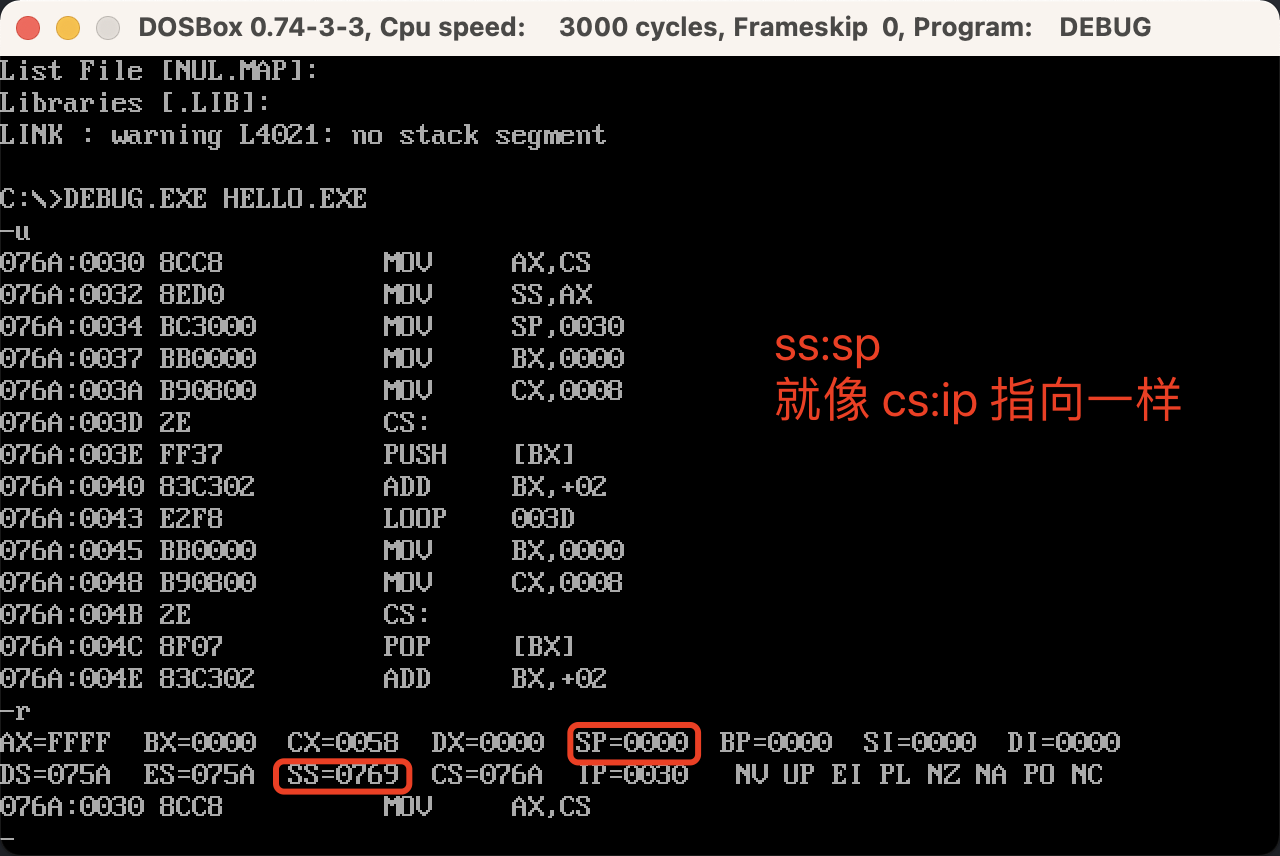 DOSBox 0.74-3-3, Cpu speed: 3000 cycles, Frameskip 0, Program: DEBUG
List File [NUL.MAP]:
Libraries [.LIB]:
LINK : warning L4021: no stack segment
C:\>DEBUG.EXE HELLO.EXE
-u
076A:0030 8CC8 MOV AX,CS
076A:0032 8ED0 MOV SS,AX
076A:0034 BC3000 MOV SP,0030
076A:0037 BB0000 MOV BX,0000
076A:003A B90800 MOV CX,0008
076A:003D 2E CS:
076A:003E FF37 PUSH [BX]
076A:0040 83C302 ADD BX,+02
076A:0043 E2F8 LOOP 003D
076A:0045 BB0000 MOV BX,0000
076A:0048 B90800 MOV CX,0008
076A:004B 2E CS:
076A:004C 8F07 POP [BX]
076A:004E 83C302 ADD BX,+02
-r
AX=FFFF BX=0000 CX=0058 DX=0000 SP=0000 BP=0000 SI=0000 DI=0000
DS=075A ES=075A SS=0769 CS=076A IP=0030 NV UP EI PL NZ NA PO NC
076A:0030 8CC8 MOV AX,CS
-
ss:sp
就像 cs:ip 指向一样